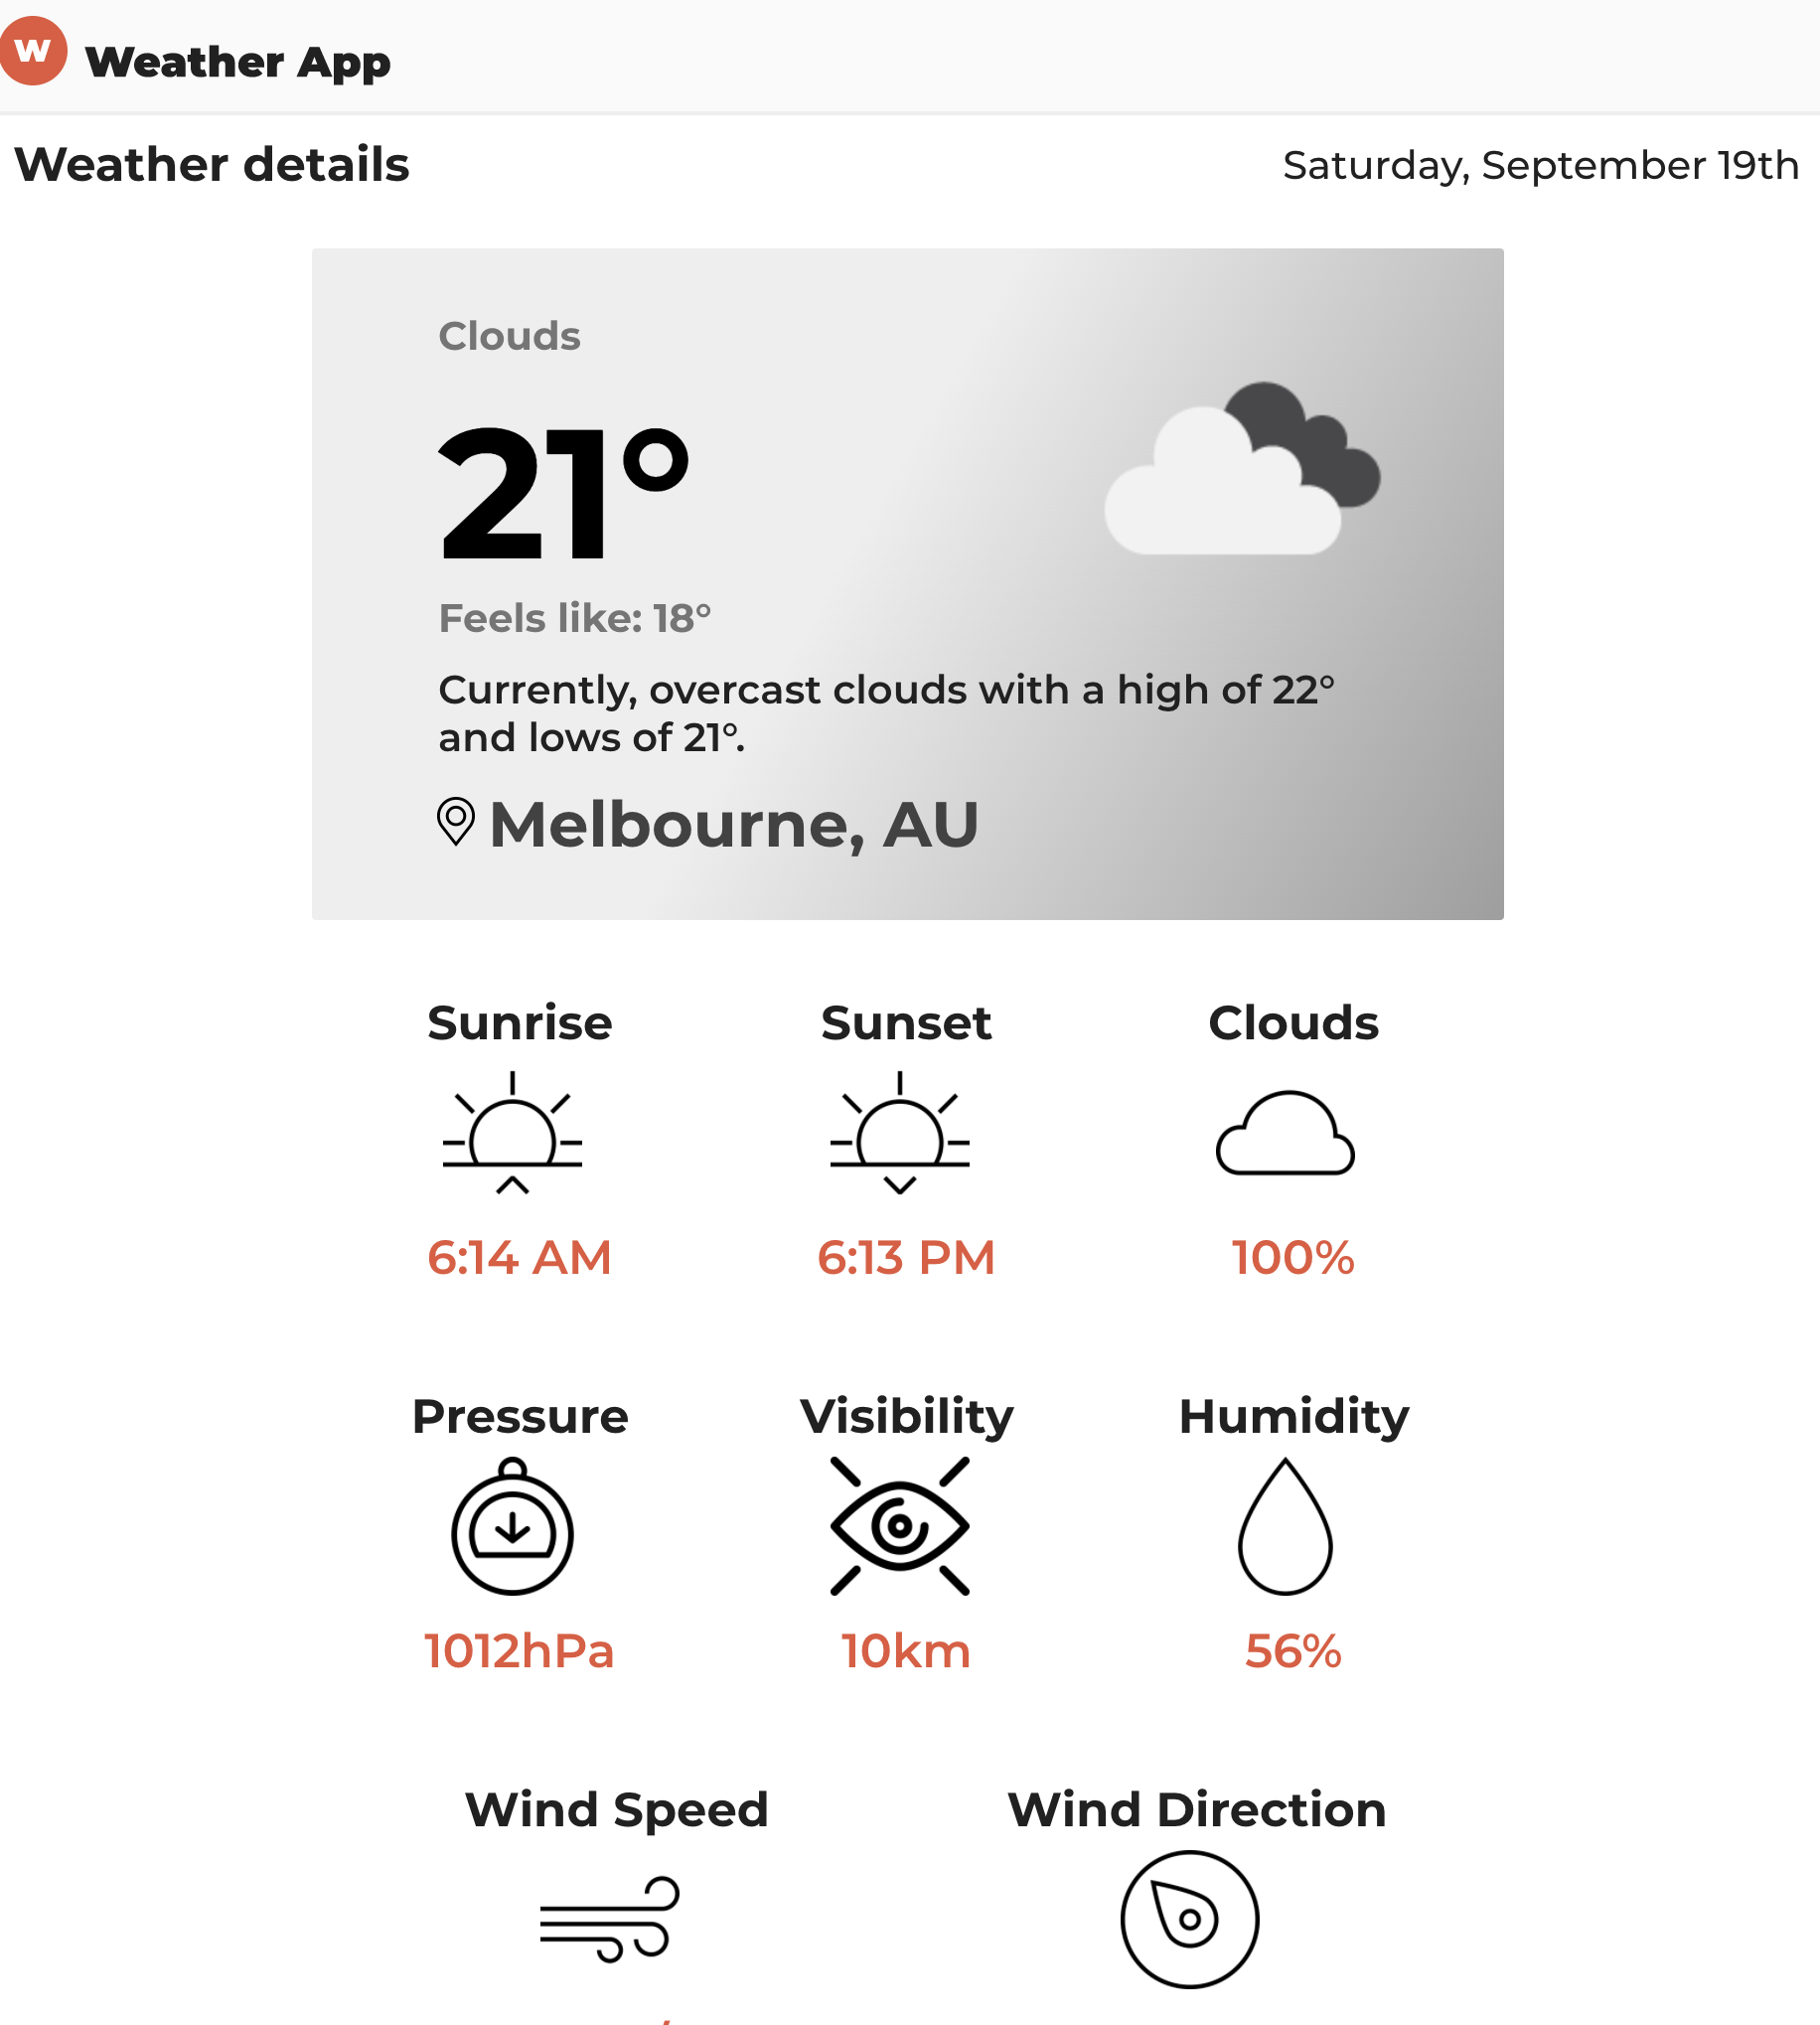 W
Weather App
Weather details
Saturday, September 19th
Clouds
21°
Feels like: 18°
Currently, overcast clouds with a high of 22°
and lows of 21°.
Melbourne, AU
Sunrise
Sunset
Clouds
6:14 AM
6:13 PM
100%
Pressure
Visibility
Humidity
1012hPa
10km
56%
Wind Speed
Wind Direction